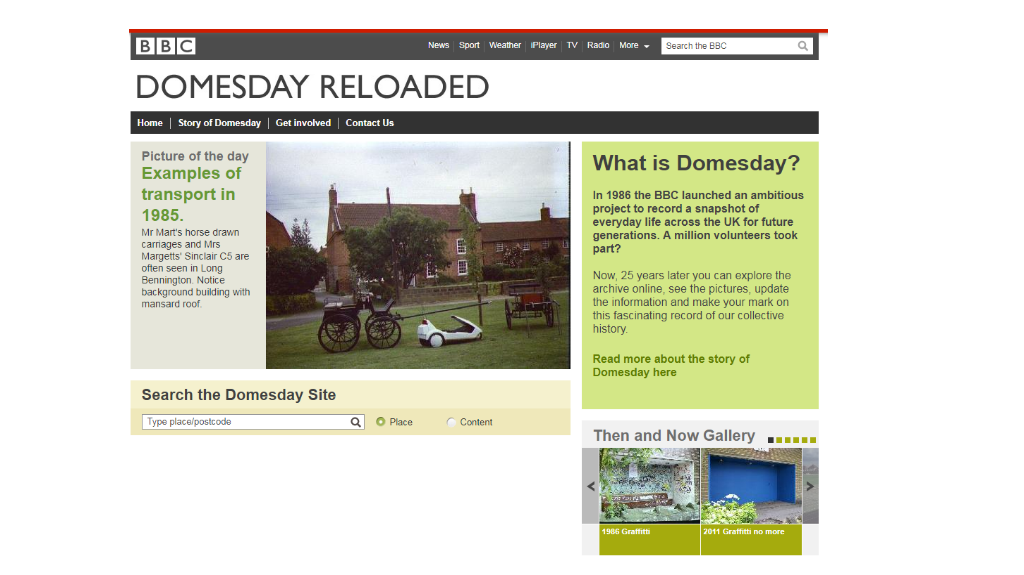 BBC
News Sport Weather iPlayer TV Radio More
Search the BBC
DOMESDAY RELOADED
Home Story of Domesday Get involved Contact Us
Picture of the day
Examples of
transport in
1985.
Mr Mart's horse drawn
carriages and Mrs
Margetts' Sinclair C5 are
often seen in Long
Bennington. Notice
background building with
mansard roof.
What is Domesday?
In 1986 the BBC launched an ambitious
project to record a snapshot of
everyday life across the UK for future
generations. A million volunteers took
part?
Now, 25 years later you can explore the
archive online, see the pictures, update
the information and make your mark on
this fascinating record of our collective
history.
Read more about the story of
Domesday here
Search the Domesday Site
Type place/postcode Place Content
Then and Now Gallery
< >
1986 Graffitti
2011 Graffitti no more